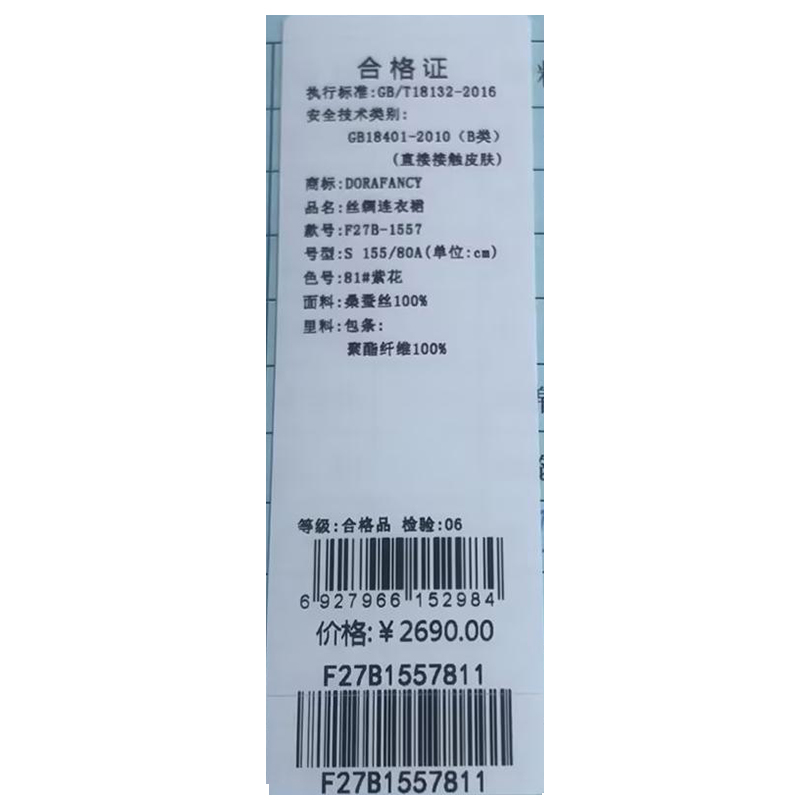 合格证
执行标准:GB/T18132-2016
安全技术类别:
GB18401-2010（B类）
(直接接触皮肤)
商标:DORAFANCY
品名:丝绸连衣裙
款号:F27B-1557
号型:S 155/80A(单位:cm)
色号:81#紫花
面料:桑蚕丝100%
里料:包条:
聚酯纤维100%
等级:合格品 检验:06
6 927966 152984
价格:¥2690.00
F27B1557811
F27B1557811